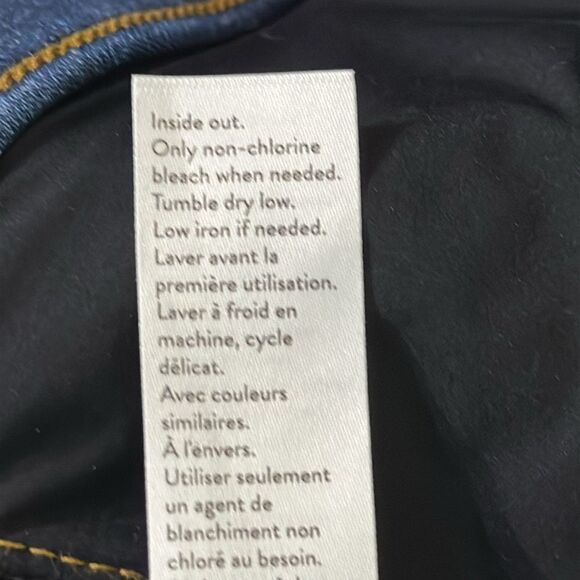 Inside out.
Only non-chlorine
bleach when needed.
Tumble dry low.
Low iron if needed.
Laver avant la
première utilisation.
Laver à froid en
machine, cycle
délicat.
Avec couleurs
similaires.
À l'envers.
Utiliser seulement
un agent de
blanchiment non
chloré au besoin.